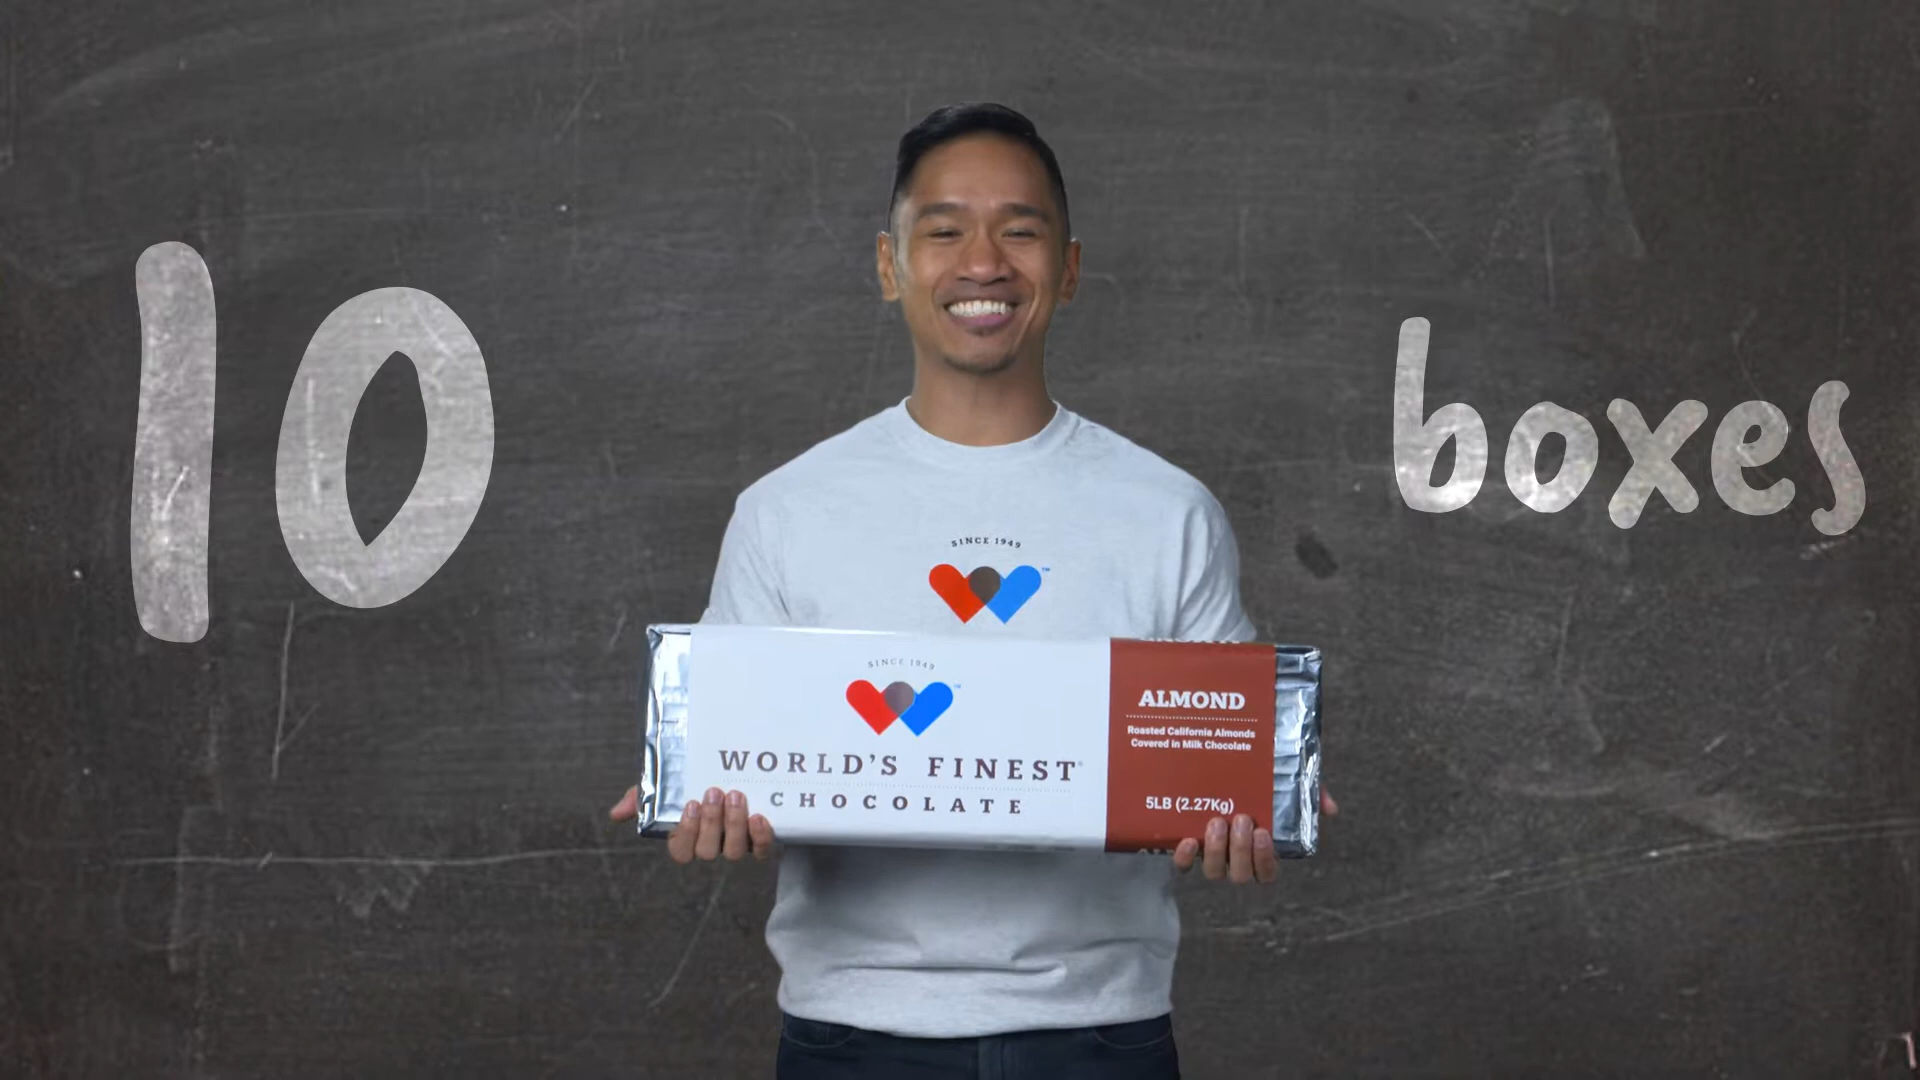 10
boxes
SINCE 1949
SINCE 1949
WORLD'S FINEST
CHOCOLATE
ALMOND
Roasted California Almonds
Covered in Milk Chocolate
5LB (2.27Kg)